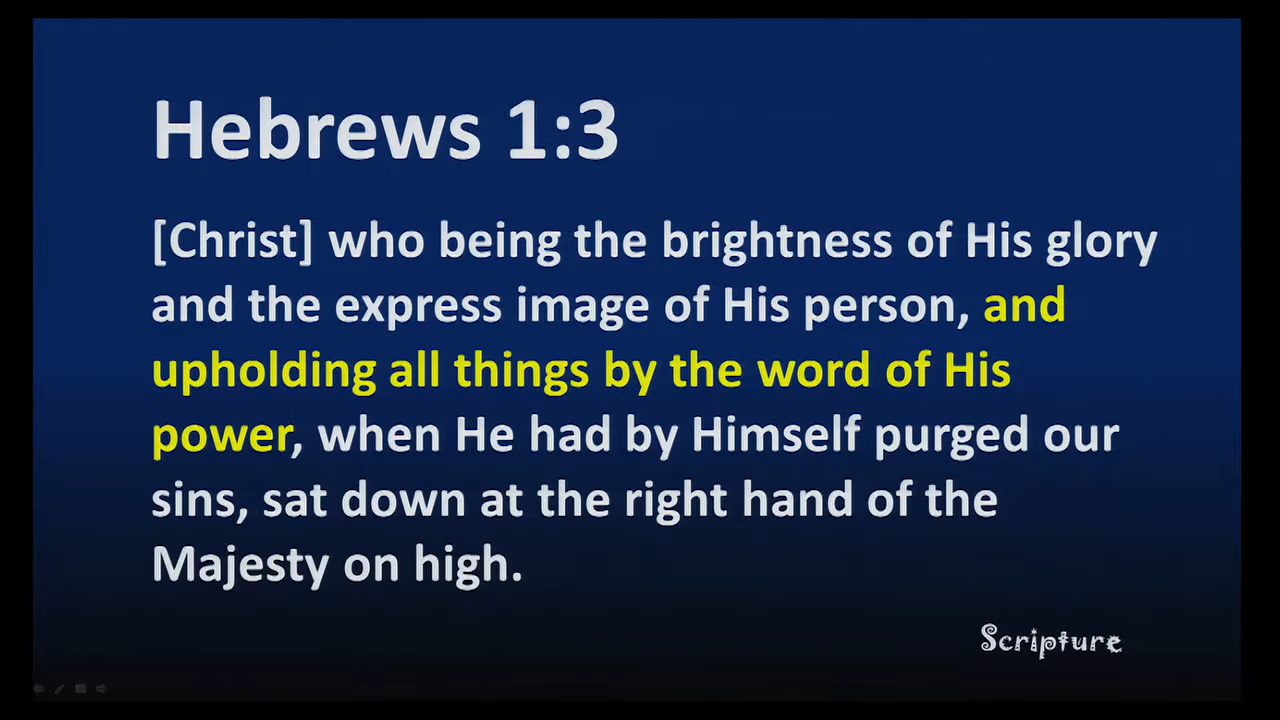 Hebrews 1:3
[Christ] who being the brightness of His glory
and the express image of His person, and
upholding all things by the word of His
power, when He had by Himself purged our
sins, sat down at the right hand of the
Majesty on high.
Scripture